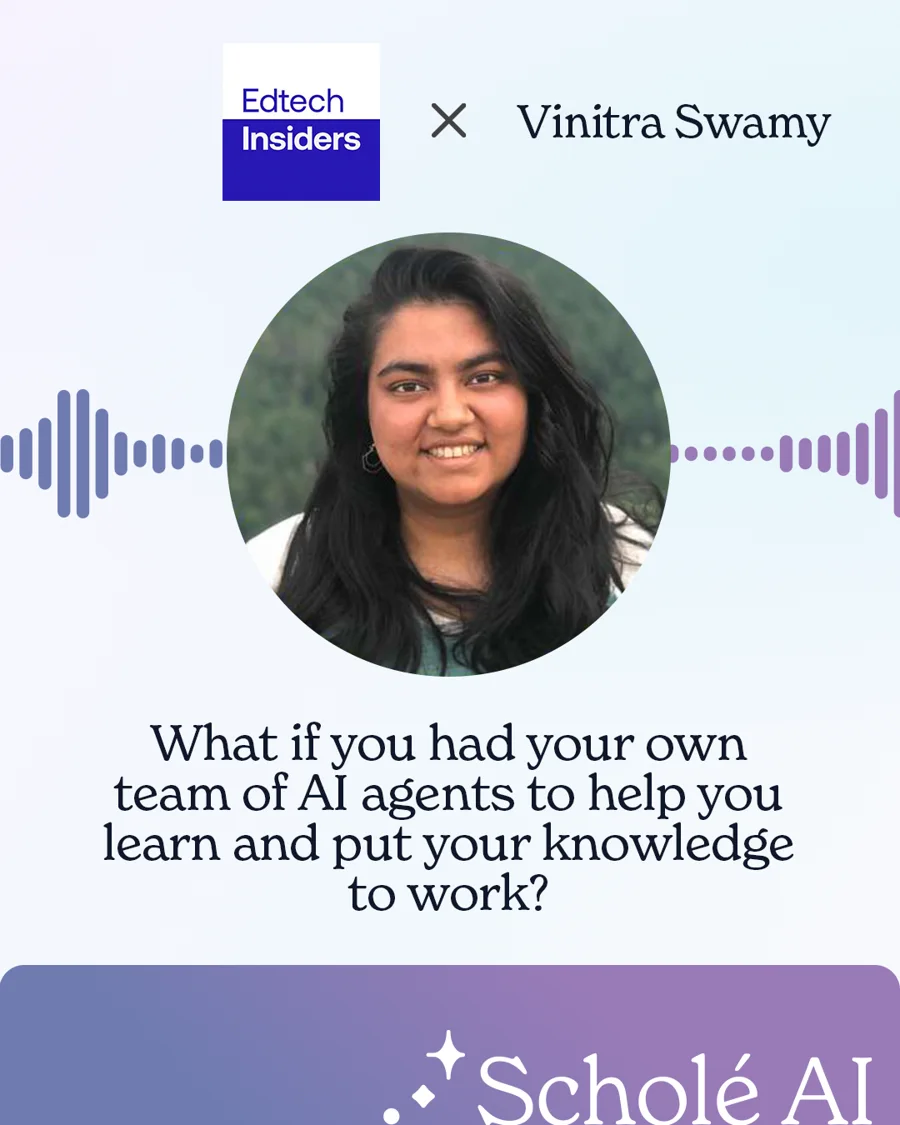 Edtech
Insiders
Vinitra Swamy
What if you had your own
team of AI agents to help you
learn and put your knowledge
to work?
Scholé AI